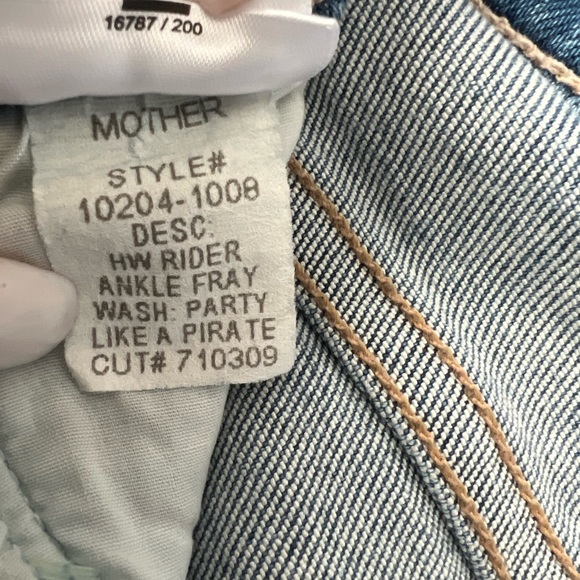 16787 / 200
MOTHER
STYLE#
10204-1008
DESC:
HW RIDER
ANKLE FRAY
WASH: PARTY
LIKE A PIRATE
CUT# 710309